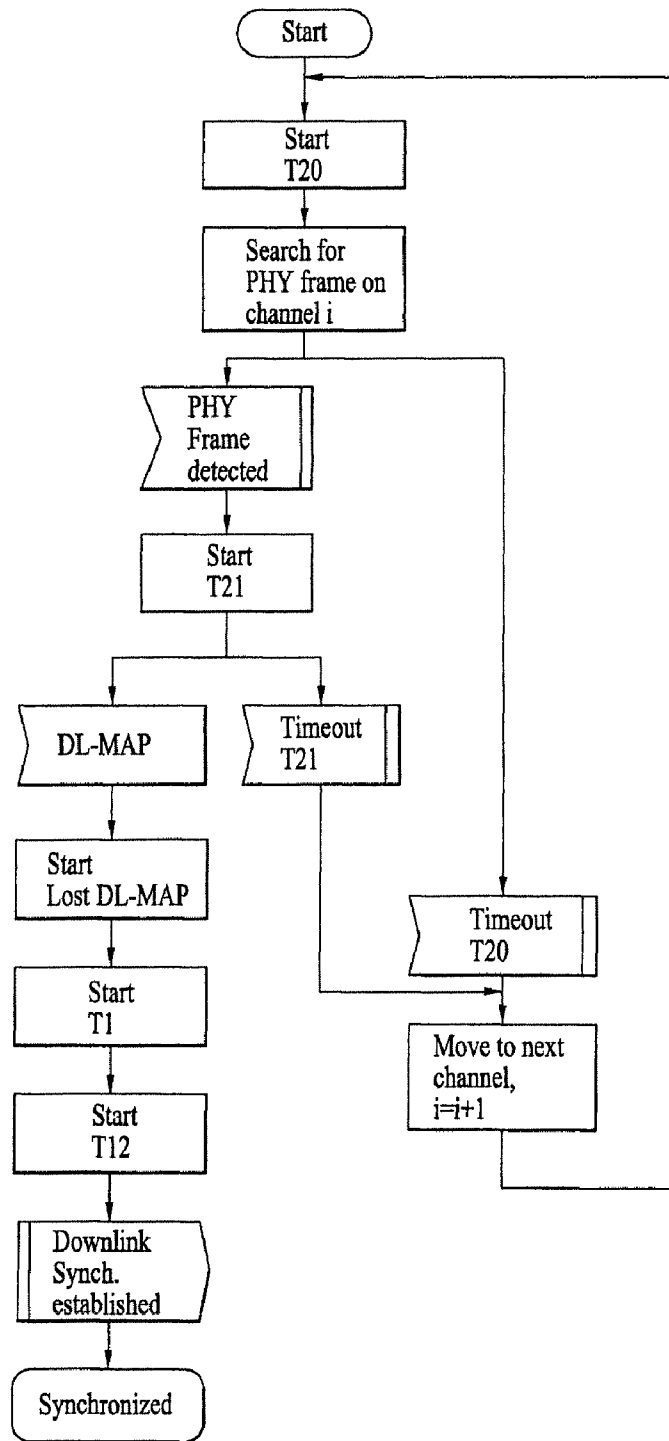 Start
Start
T20
Search for
PHY frame on
channel i
PHY
Frame
detected
Start
T21
DL-MAP
Timeout
T21
Start
Lost DL-MAP
Timeout
T20
Start
T1
Move to next
channel,
i=i+1
Start
T12
Downlink
Synch.
established
Synchronized